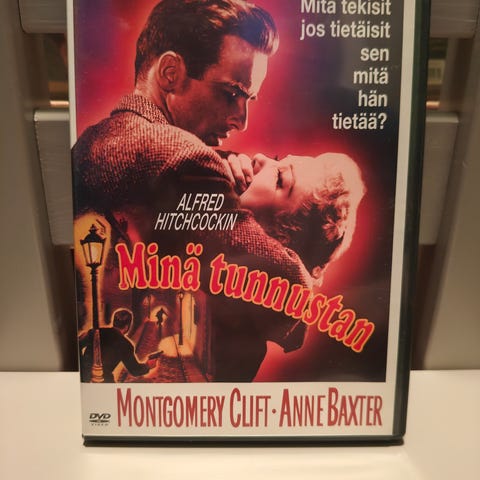 Mitä tekisit
jos tietäisit
sen
mitä
hän
tietää?
ALFRED
HITCHCOCKIN
Minä tunnustan
DVD
VIDEO
MONTGOMERY CLIFT · ANNE BAXTER